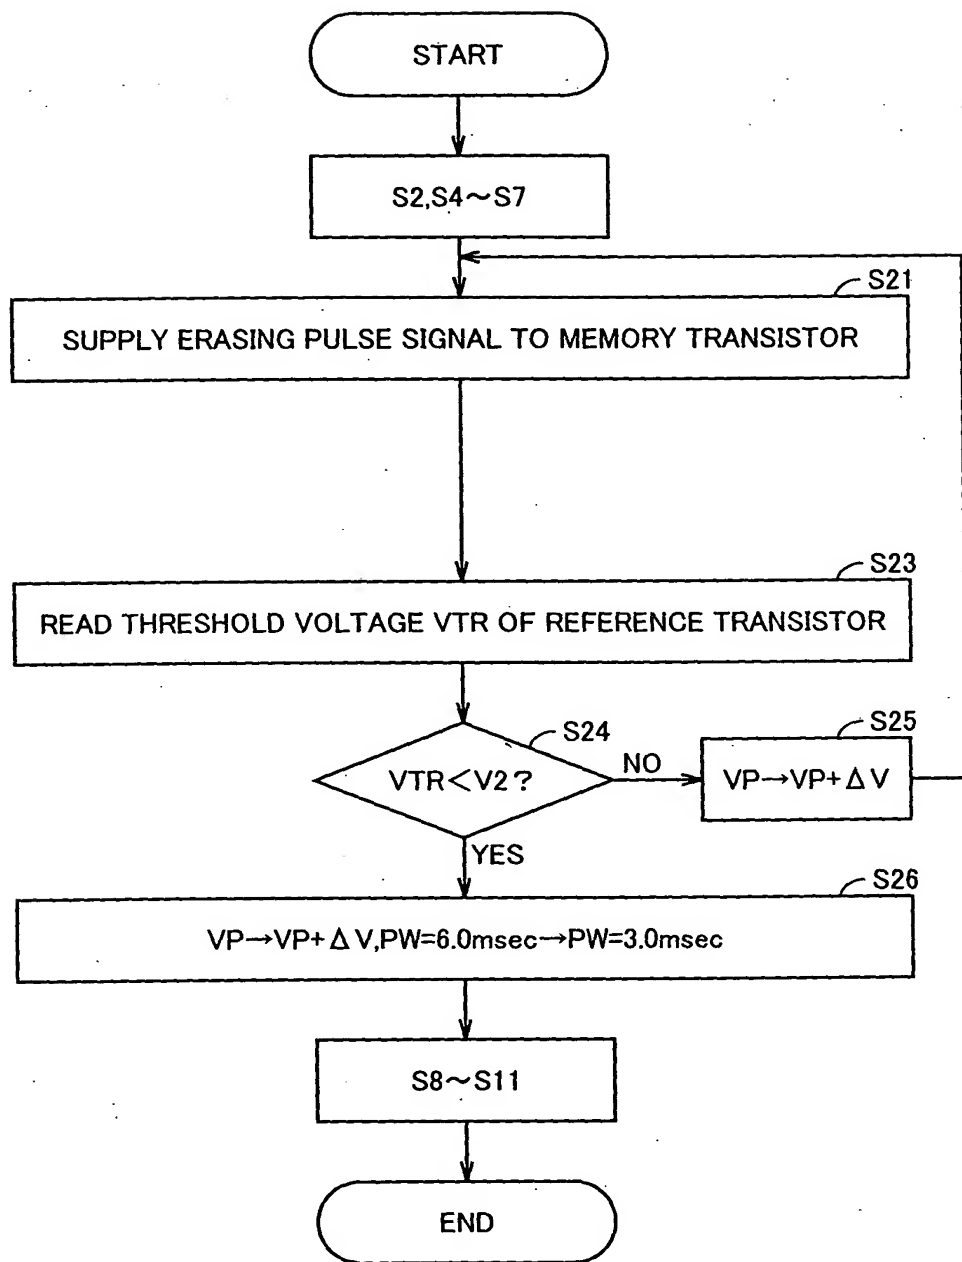 START
S2,S4～S7
S21
SUPPLY ERASING PULSE SIGNAL TO MEMORY TRANSISTOR
S23
READ THRESHOLD VOLTAGE VTR OF REFERENCE TRANSISTOR
S24
VTR＜V2？
NO
S25
VP→VP+ΔV
YES
S26
VP→VP+ΔV,PW=6.0msec→PW=3.0msec
S8～S11
END